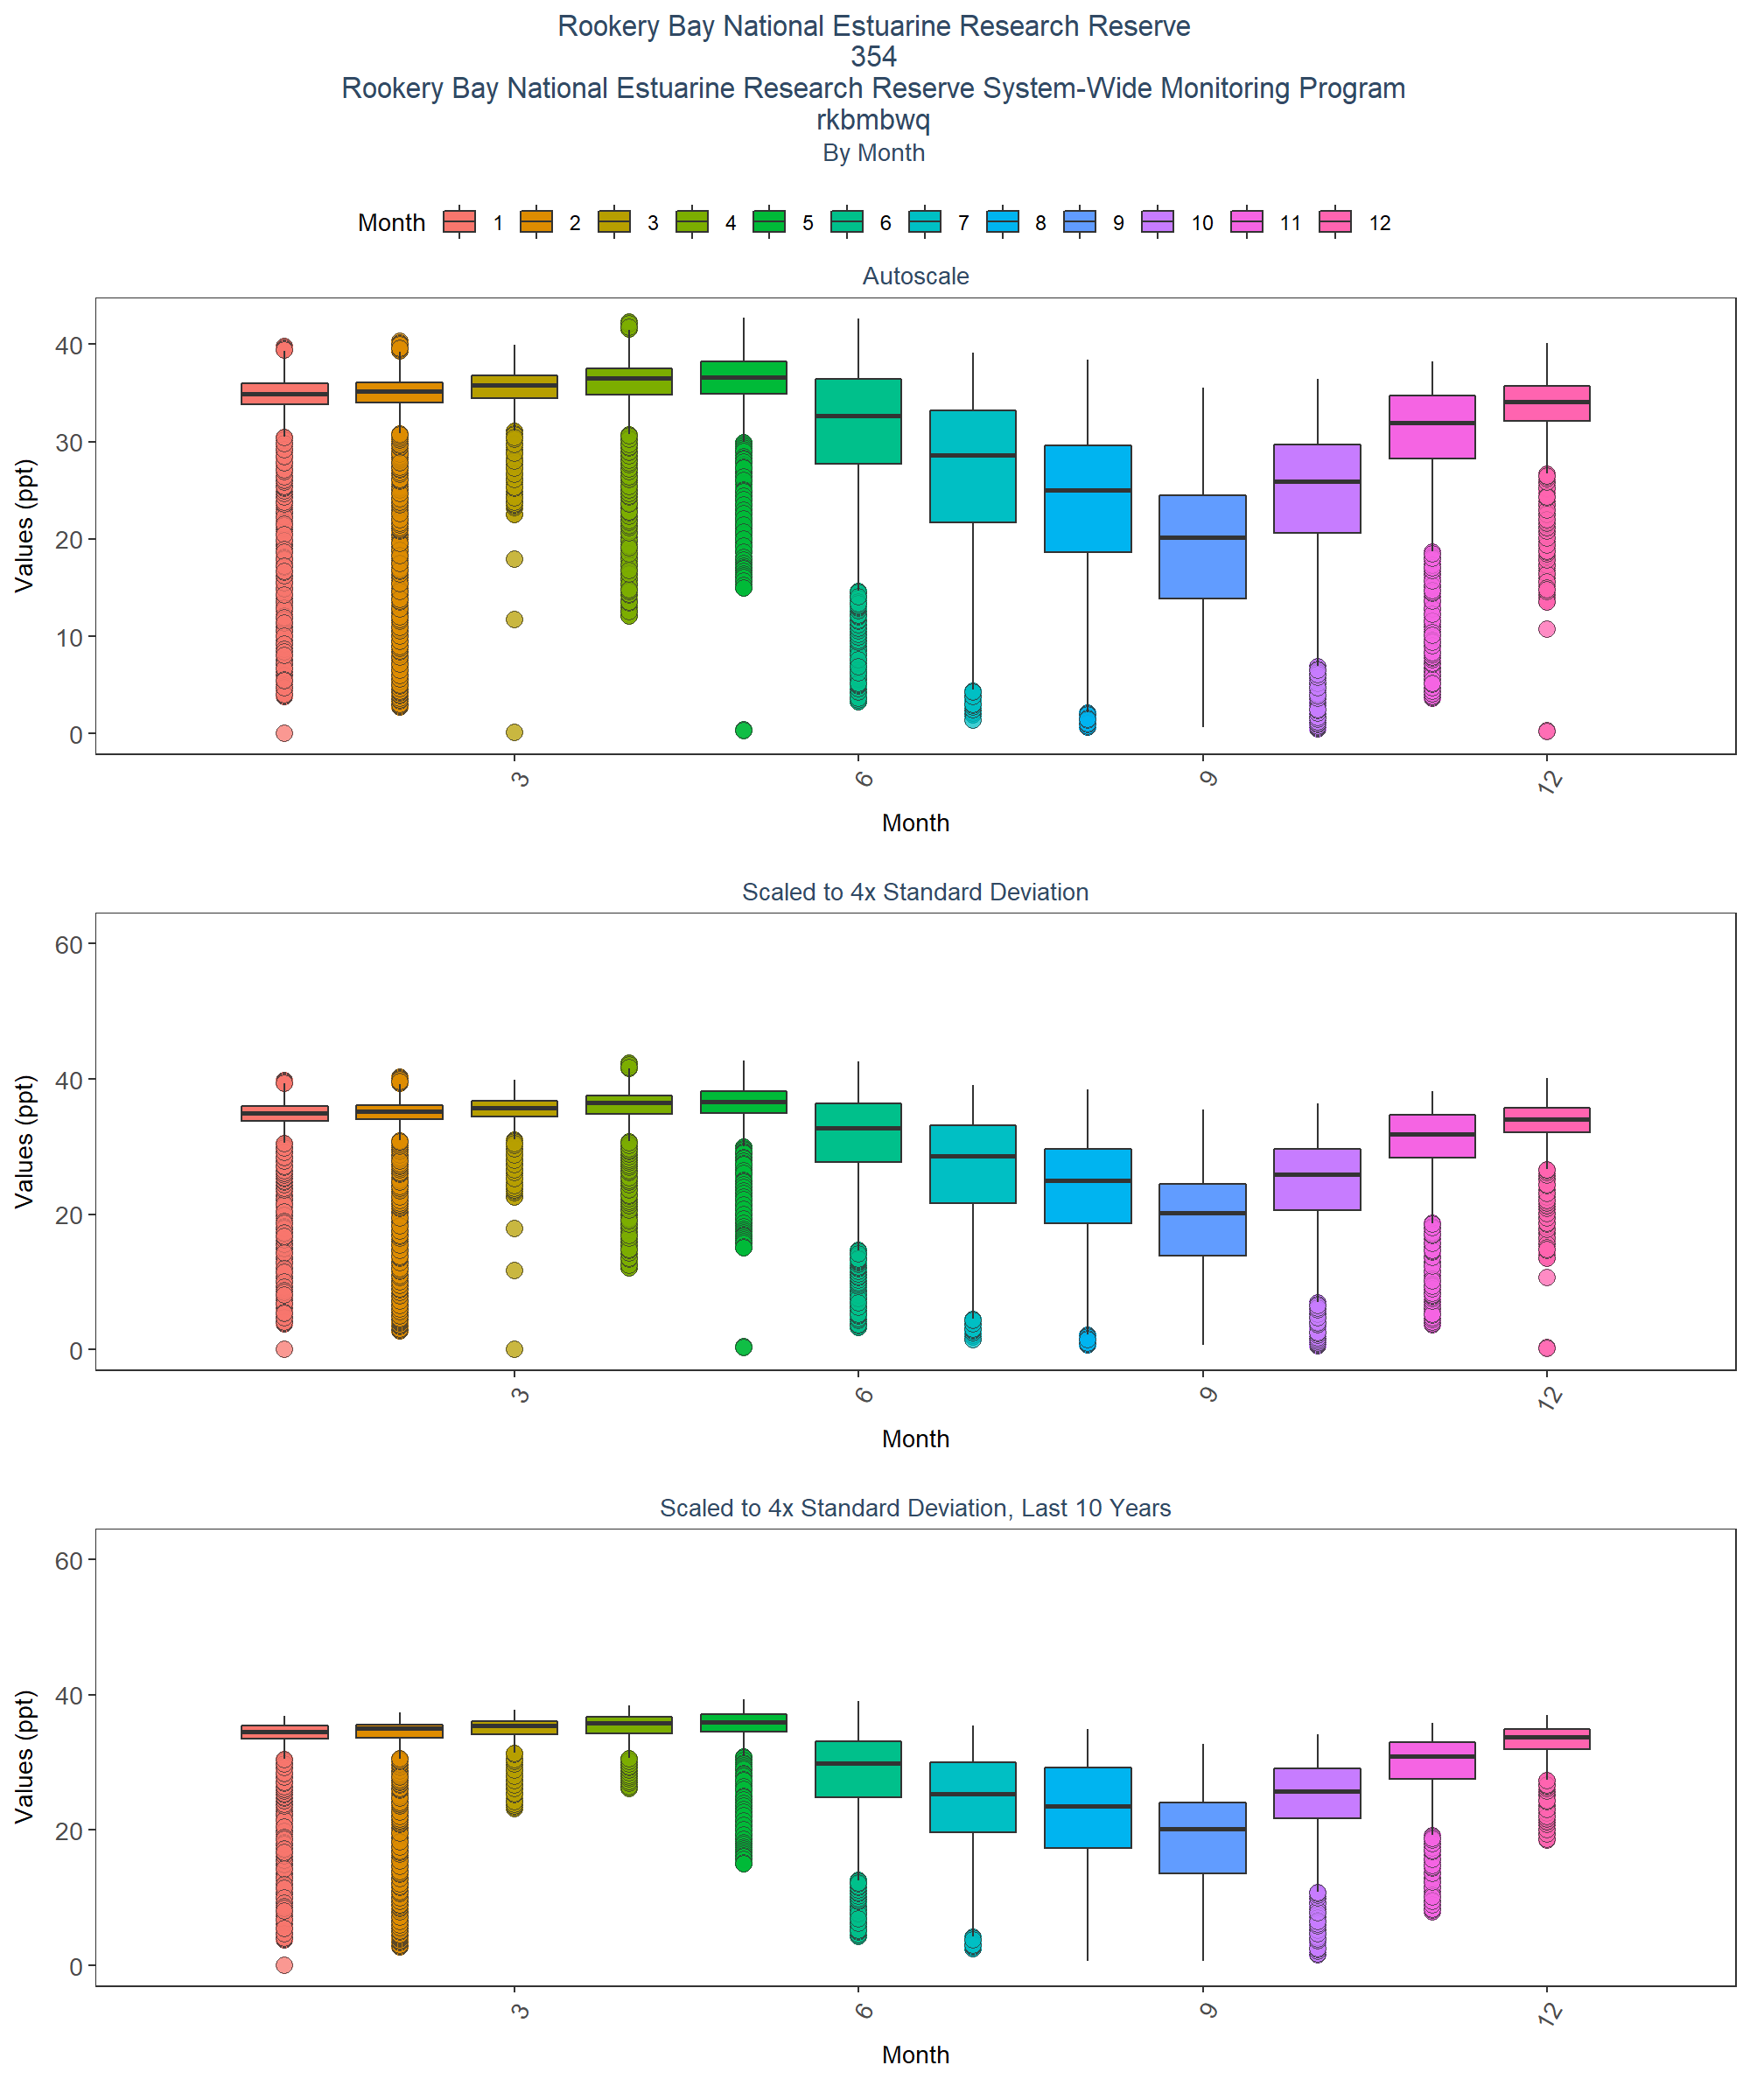 Rookery Bay National Estuarine Research Reserve
354
Rookery Bay National Estuarine Research Reserve System-Wide Monitoring Program
rkbmbwq
By Month
Month 1 2 3 4 5 6 7 8 9 10 11 12
Autoscale
Values (ppt)
40
30
20
10
0
3 6 9 12
Month
Scaled to 4x Standard Deviation
Values (ppt)
60
40
20
0
3 6 9 12
Month
Scaled to 4x Standard Deviation, Last 10 Years
Values (ppt)
60
40
20
0
3 6 9 12
Month